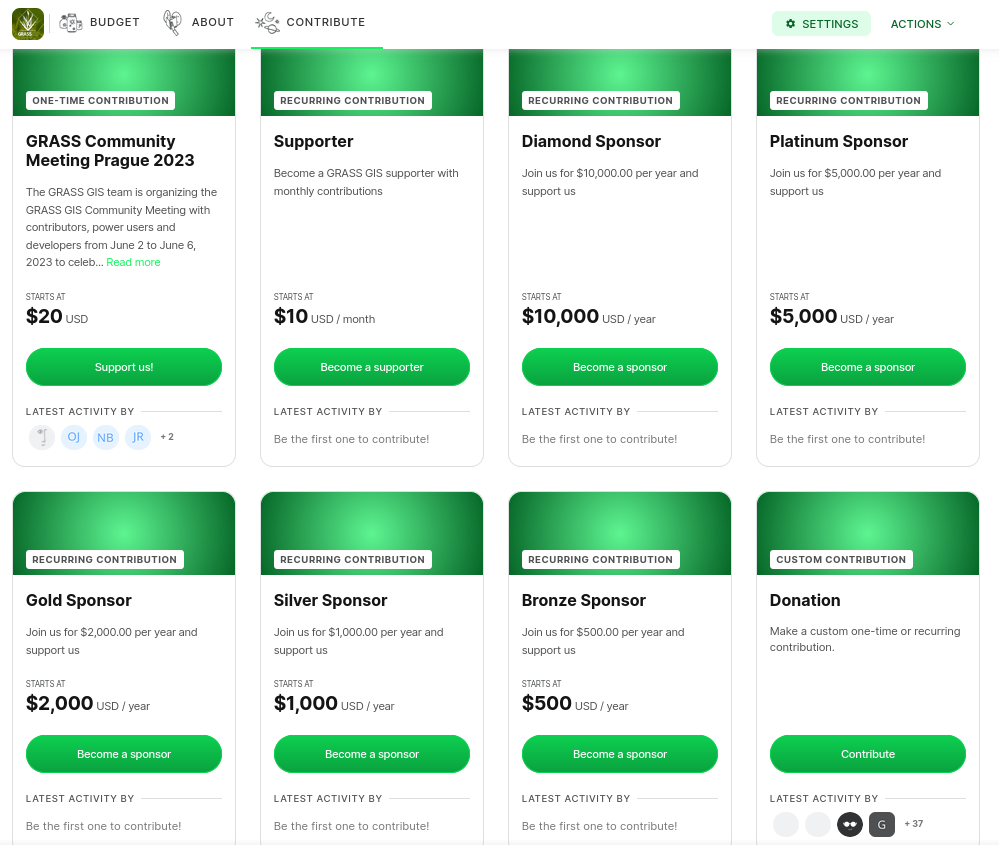 GRASS
BUDGET
ABOUT
CONTRIBUTE
SETTINGS
ACTIONS
ONE-TIME CONTRIBUTION
GRASS Community
Meeting Prague 2023
The GRASS GIS team is organizing the
GRASS GIS Community Meeting with
contributors, power users and
developers from June 2 to June 6,
2023 to celeb... Read more
STARTS AT
$20 USD
Support us!
LATEST ACTIVITY BY
OJ NB JR + 2
RECURRING CONTRIBUTION
Supporter
Become a GRASS GIS supporter with
monthly contributions
STARTS AT
$10 USD / month
Become a supporter
LATEST ACTIVITY BY
Be the first one to contribute!
RECURRING CONTRIBUTION
Diamond Sponsor
Join us for $10,000.00 per year and
support us
STARTS AT
$10,000 USD / year
Become a sponsor
LATEST ACTIVITY BY
Be the first one to contribute!
RECURRING CONTRIBUTION
Platinum Sponsor
Join us for $5,000.00 per year and
support us
STARTS AT
$5,000 USD / year
Become a sponsor
LATEST ACTIVITY BY
Be the first one to contribute!
RECURRING CONTRIBUTION
Gold Sponsor
Join us for $2,000.00 per year and
support us
STARTS AT
$2,000 USD / year
Become a sponsor
LATEST ACTIVITY BY
Be the first one to contribute!
RECURRING CONTRIBUTION
Silver Sponsor
Join us for $1,000.00 per year and
support us
STARTS AT
$1,000 USD / year
Become a sponsor
LATEST ACTIVITY BY
Be the first one to contribute!
RECURRING CONTRIBUTION
Bronze Sponsor
Join us for $500.00 per year and
support us
STARTS AT
$500 USD / year
Become a sponsor
LATEST ACTIVITY BY
Be the first one to contribute!
CUSTOM CONTRIBUTION
Donation
Make a custom one-time or recurring
contribution.
Contribute
LATEST ACTIVITY BY
G + 37